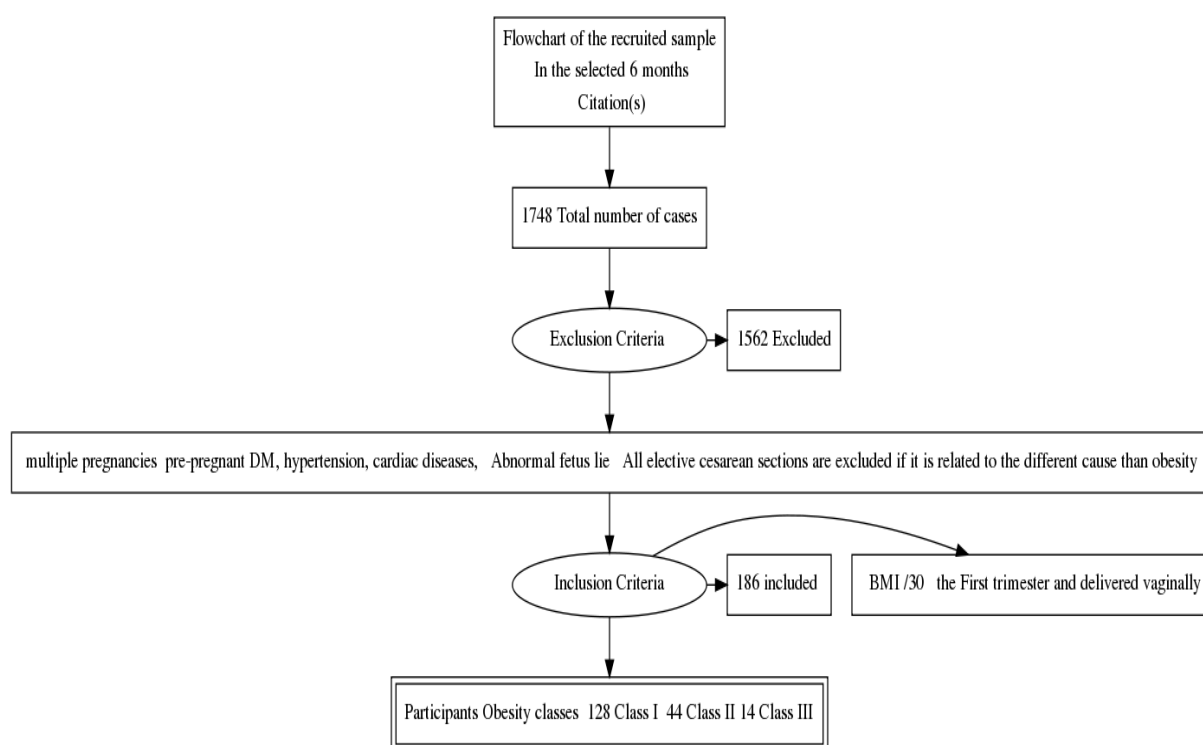 Flowchart of the recruited sample
In the selected 6 months
Citation(s)
1748 Total number of cases
Exclusion Criteria
1562 Excluded
multiple pregnancies pre-pregnant DM, hypertension, cardiac diseases, Abnormal fetus lie All elective cesarean sections are excluded if it is related to the different cause than obesity
Inclusion Criteria
186 included
BMI /30 the First trimester and delivered vaginally
Participants Obesity classes 128 Class I 44 Class II 14 Class III